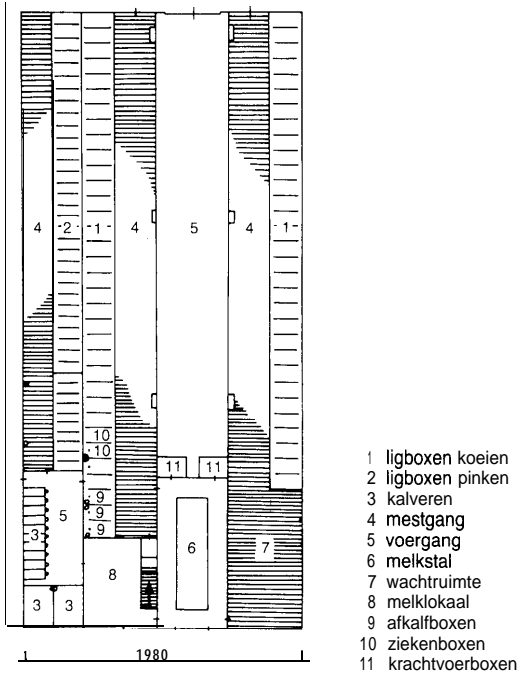 4 2 1 4 5 4 1
10
10
11 11
9
9
9
3 5 6 7
8
3 3
1 1980
1 ligboxen koeien
2 ligboxen pinken
3 kalveren
4 mestgang
5 voergang
6 melkstal
7 wachtruimte
8 melklokaal
9 afkalfboxen
10 ziekenboxen
11 krachtvoerboxen